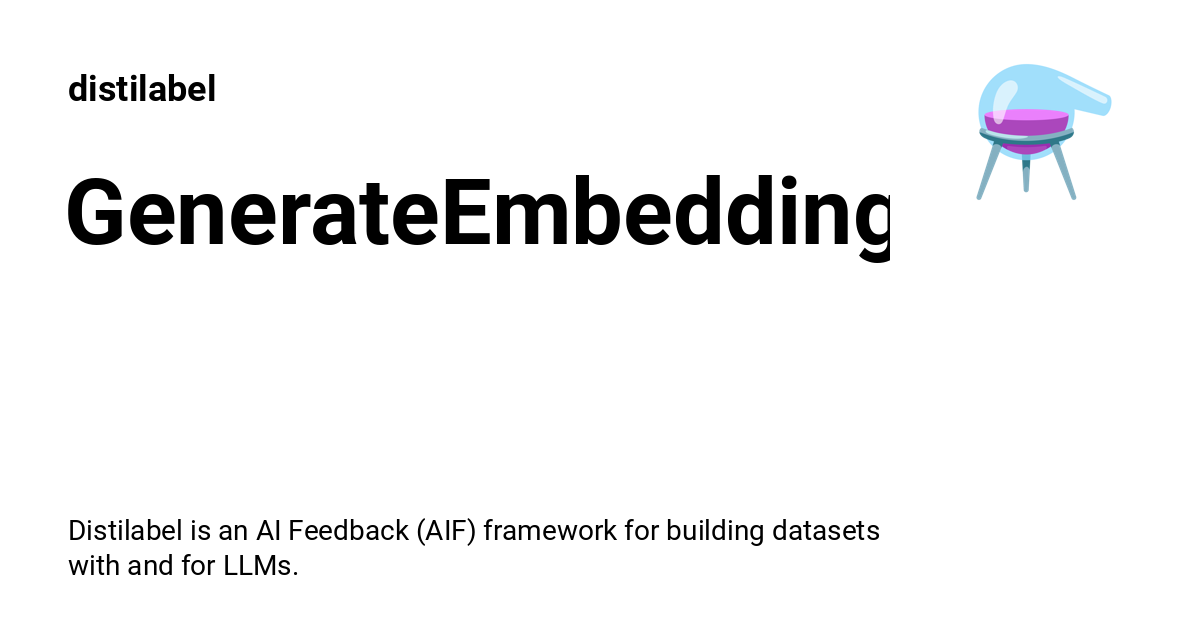 distilabel
GenerateEmbedding
Distilabel is an AI Feedback (AIF) framework for building datasets
with and for LLMs.